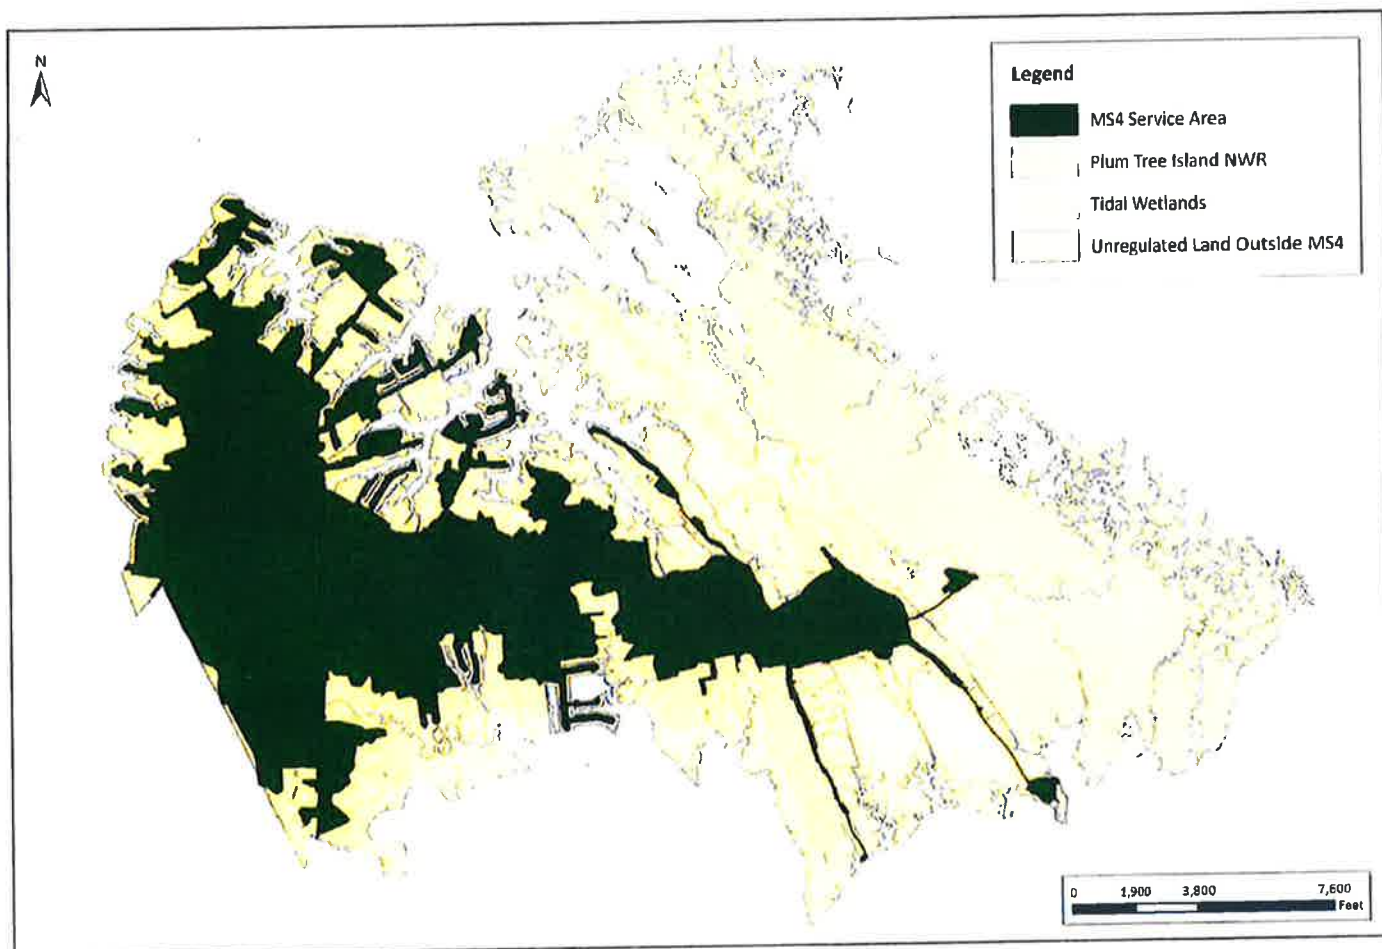 N
Legend
MS4 Service Area
Plum Tree Island NWR
Tidal Wetlands
Unregulated Land Outside MS4
0 1,900 3,800 7,600
Feet